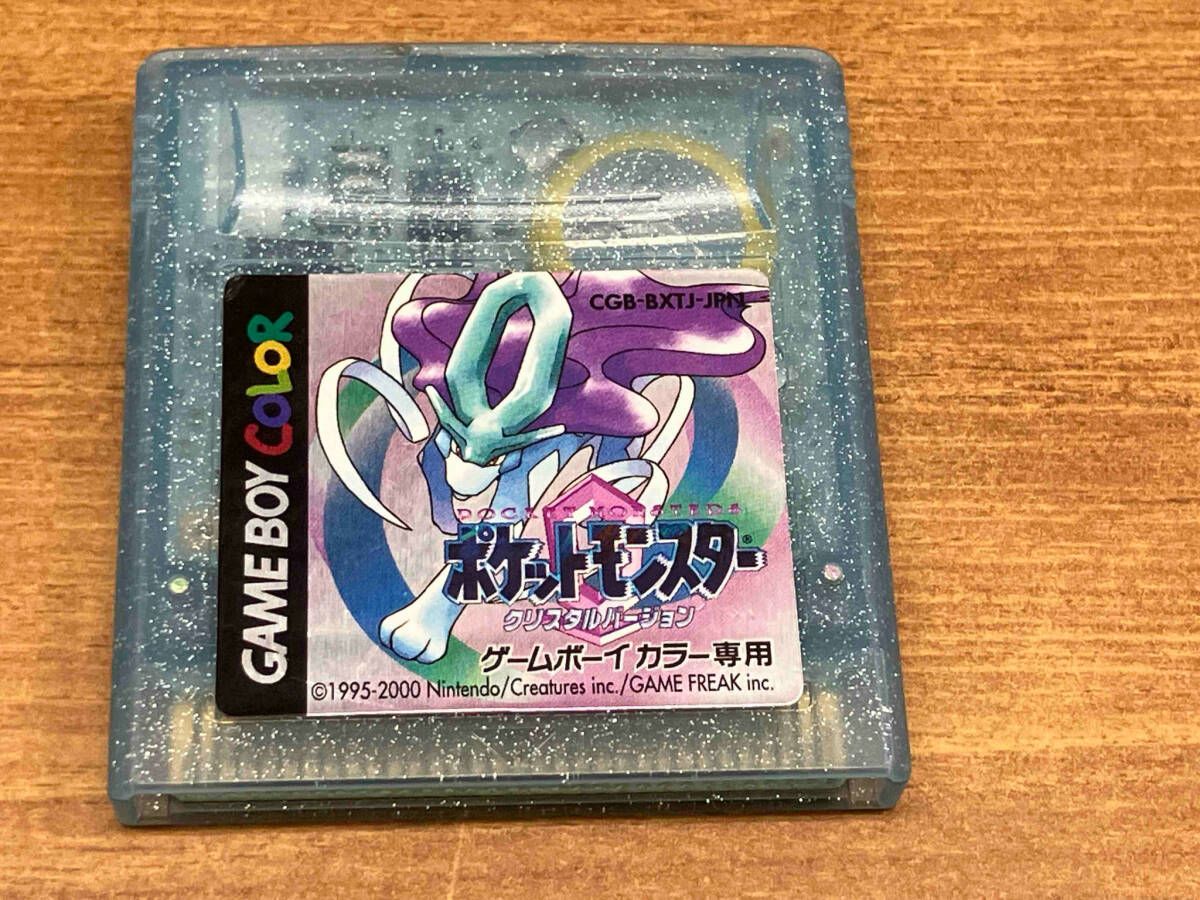 GAME BOY COLOR
CGB-BXTJ-JPN
POCKET MONSTERS
ポケットモンスター®
クリスタルバージョン
ゲームボーイカラー専用
©1995-2000 Nintendo/Creatures inc./GAME FREAK inc.